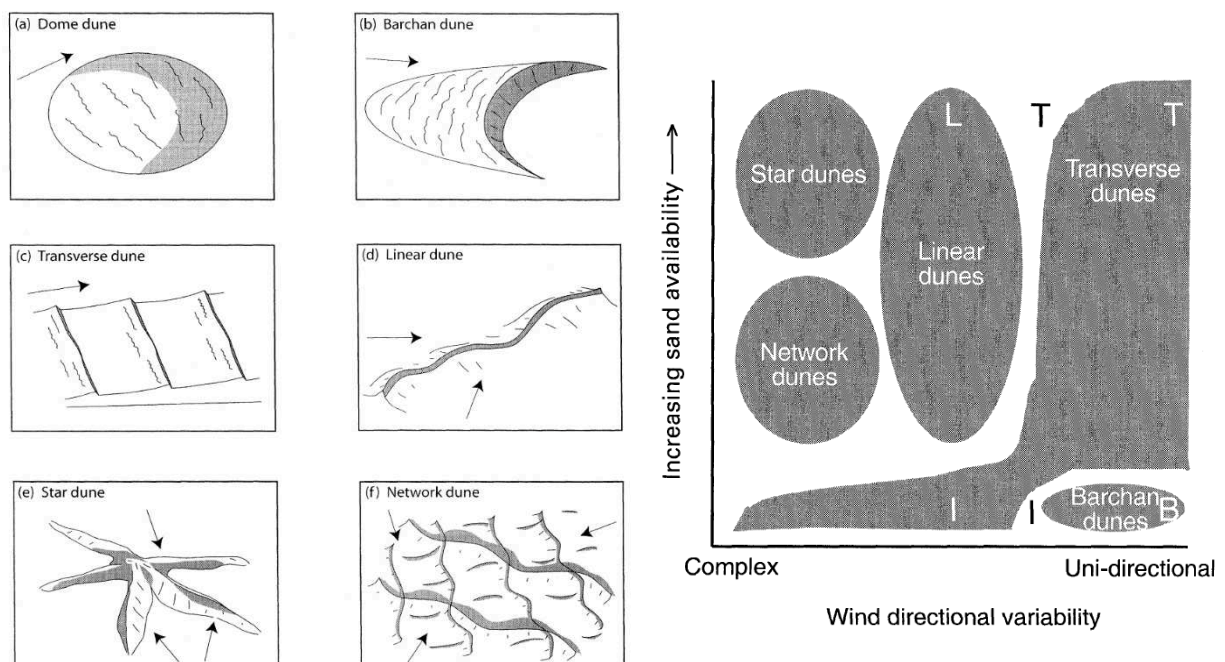 (a) Dome dune
(b) Barchan dune
(c) Transverse dune
(d) Linear dune
(e) Star dune
(f) Network dune
Increasing sand availability
L
T
T
Star dunes
Transverse
dunes
Linear
dunes
Network
dunes
I
I
Barchan
dunes
B
Complex
Uni-directional
Wind directional variability